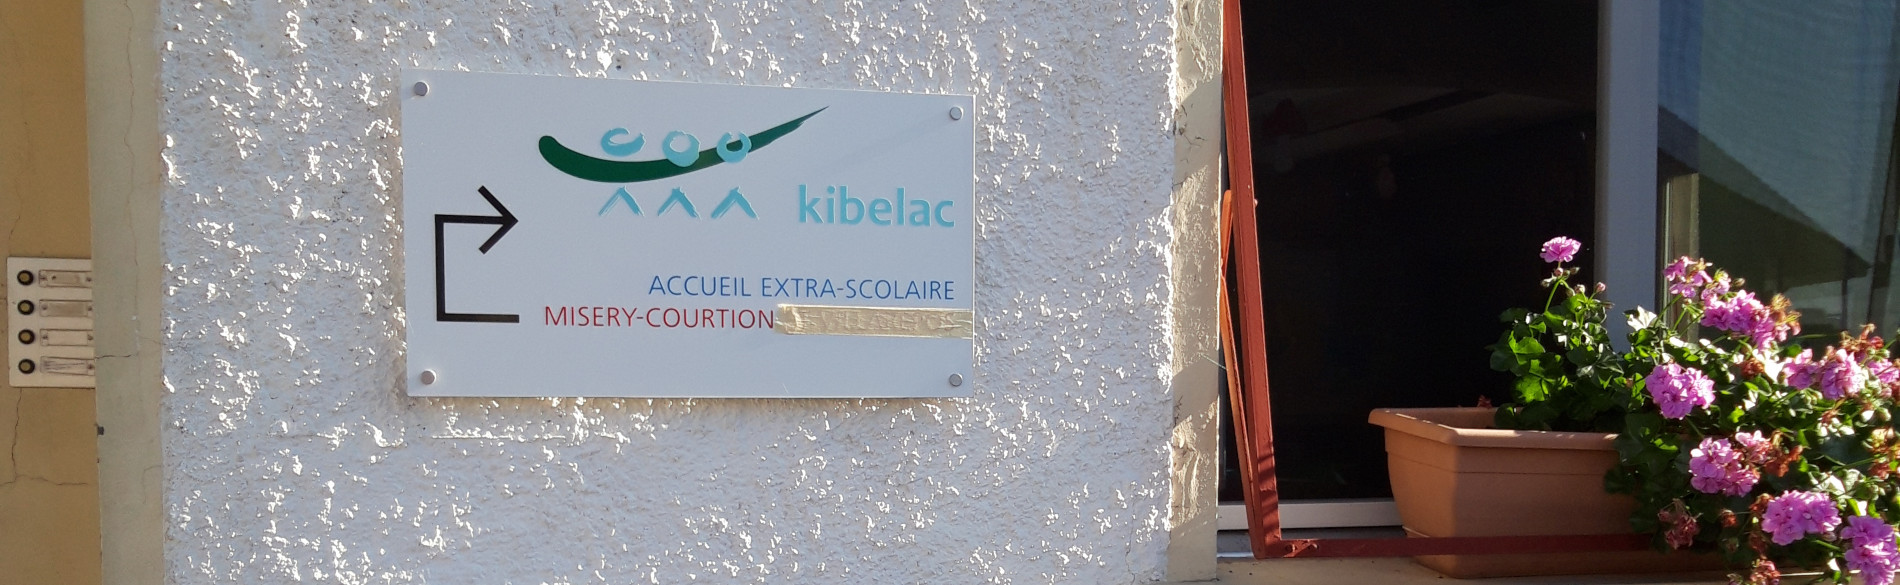 kibelac
ACCUEIL EXTRA-SCOLAIRE
MISERY-COURTION